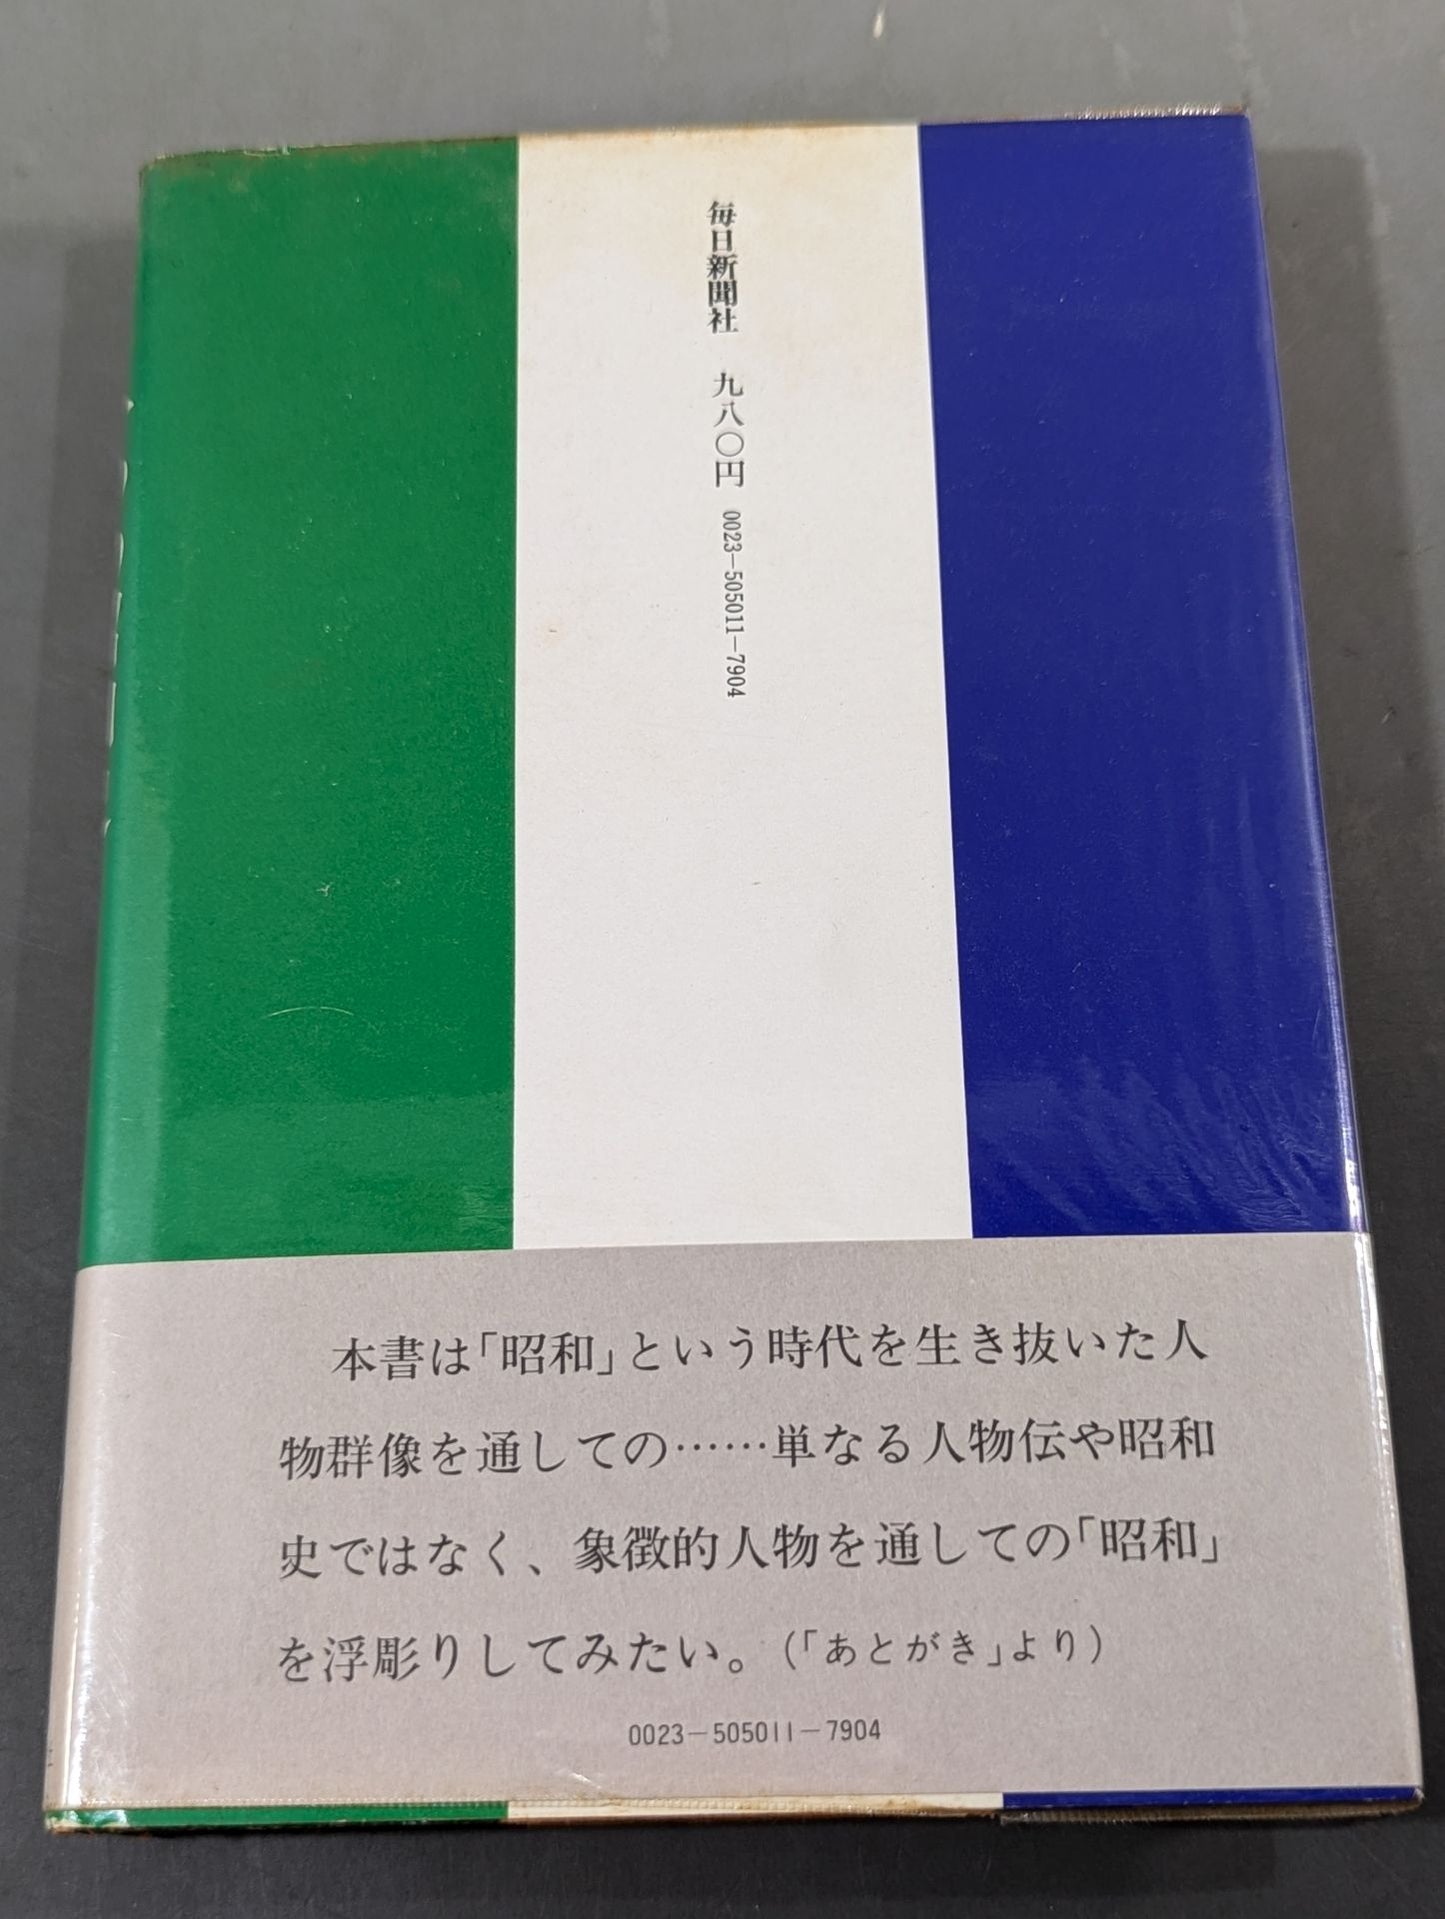 毎日新聞社 九八〇円 0023-505011-7904
本書は「昭和」という時代を生き抜いた人
物群像を通しての……単なる人物伝や昭和
史ではなく、象徴的人物を通しての「昭和」
を浮彫りしてみたい。(「あとがき」より)
0023-505011-7904